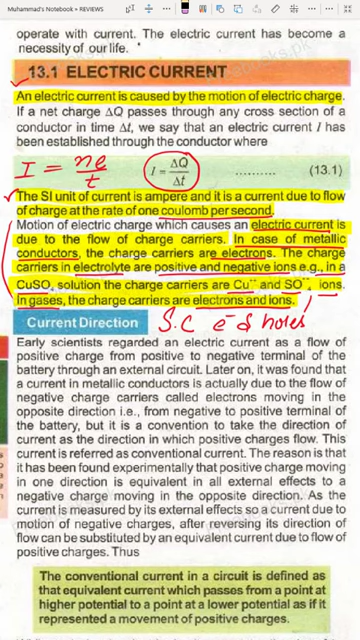 Muhammad's Notebook • REVIEWS
operate with current. The electric current has become a
necessity of our life.
13.1 ELECTRIC CURRENT
An electric current is caused by the motion of electric charge.
If a net charge ΔQ passes through any cross section of a
conductor in time Δt, we say that an electric current I has
been established through the conductor where
I = ne/t I = ΔQ/Δt .......... (13.1)
The SI unit of current is ampere and it is a current due to flow
of charge at the rate of one coulomb per second.
Motion of electric charge which causes an electric current is
due to the flow of charge carriers. In case of metallic
conductors, the charge carriers are electrons. The charge
carriers in electrolyte are positive and negative ions e.g., in a
CuSO₄ solution the charge carriers are Cu⁺⁺ and SO⁻⁻₄ ions.
In gases, the charge carriers are electrons and ions.
Current Direction S.C e⁻s holes
Early scientists regarded an electric current as a flow of
positive charge from positive to negative terminal of the
battery through an external circuit. Later on, it was found that
a current in metallic conductors is actually due to the flow of
negative charge carriers called electrons moving in the
opposite direction i.e., from negative to positive terminal of
the battery, but it is a convention to take the direction of
current as the direction in which positive charges flow. This
current is referred as conventional current. The reason is that
it has been found experimentally that positive charge moving
in one direction is equivalent in all external effects to a
negative charge moving in the opposite direction. As the
current is measured by its external effects so a current due to
motion of negative charges, after reversing its direction of
flow can be substituted by an equivalent current due to flow of
positive charges. Thus
The conventional current in a circuit is defined as
that equivalent current which passes from a point at
higher potential to a point at a lower potential as if it
represented a movement of positive charges.